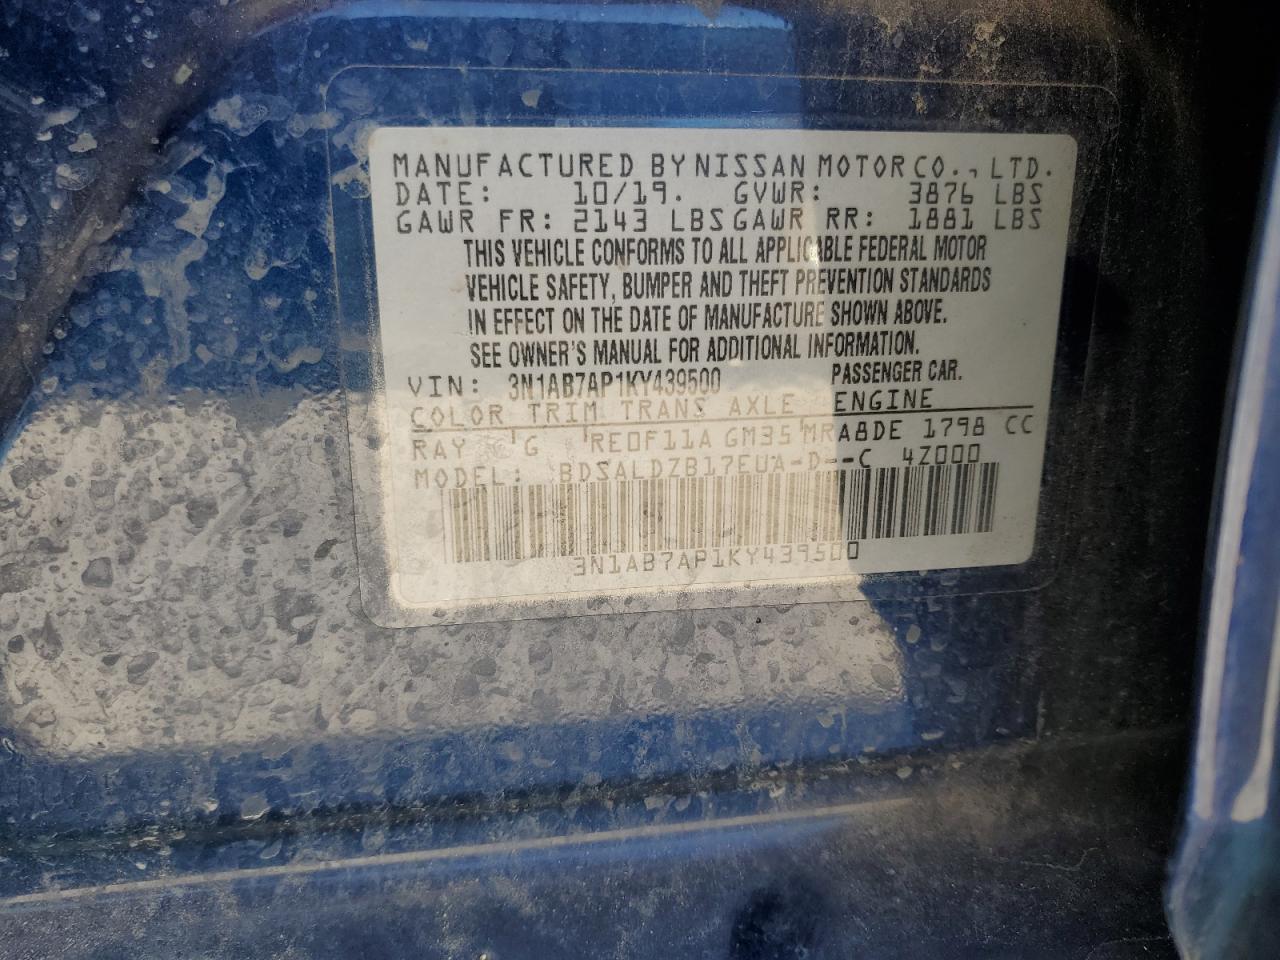 MANUFACTURED BY NISSAN MOTOR CO., LTD.
DATE: 10/19. GVWR: 3876 LBS
GAWR FR: 2143 LBS GAWR RR: 1881 LBS
THIS VEHICLE CONFORMS TO ALL APPLICABLE FEDERAL MOTOR
VEHICLE SAFETY, BUMPER AND THEFT PREVENTION STANDARDS
IN EFFECT ON THE DATE OF MANUFACTURE SHOWN ABOVE.
SEE OWNER'S MANUAL FOR ADDITIONAL INFORMATION.
VIN: 3N1AB7AP1KY439500 PASSENGER CAR.
COLOR TRIM TRANS AXLE ENGINE
RAY G RE0F11A GM35 MRA8DE 1798 CC
MODEL: BDSALDZB17EUA-D--C 4Z000
3N1AB7AP1KY439500